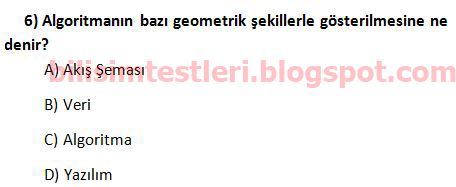 6) Algoritmanın bazı geometrik şekillerle gösterilmesine ne
denir?
A) Akış Şeması
bilisimtestleri.blogspot.com
B) Veri
C) Algoritma
D) Yazılım